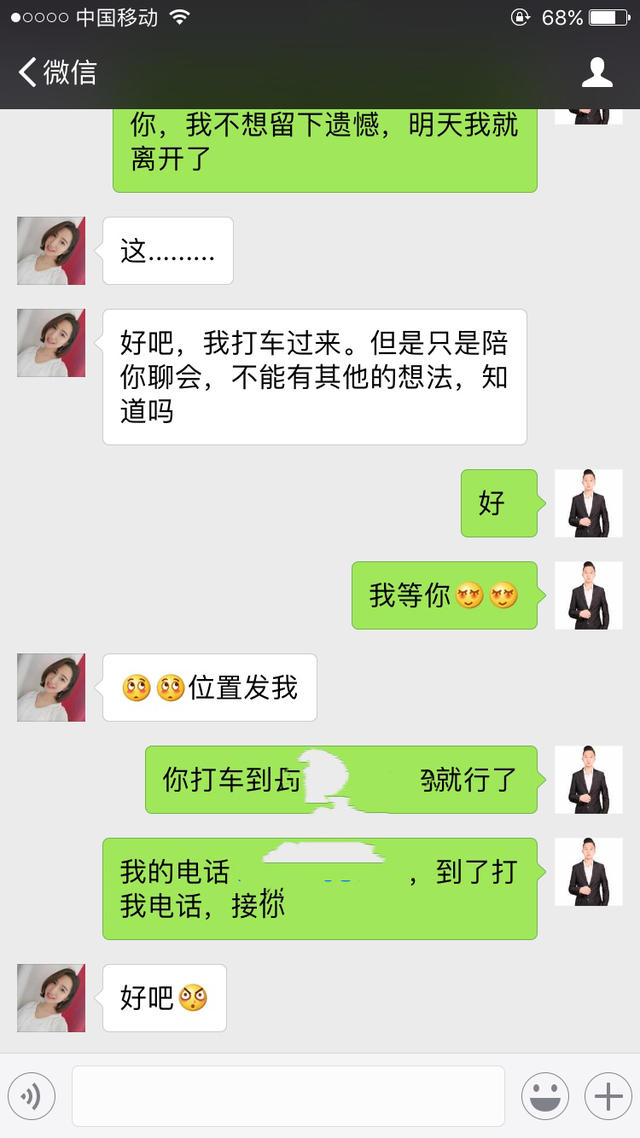 中国移动
68%
微信
你，我不想留下遗憾，明天我就
离开了
这.........
好吧，我打车过来。但是只是陪
你聊会，不能有其他的想法，知
道吗
好
我等你
位置发我
你打车到 就行了
我的电话 ，到了打
我电话，接你
好吧